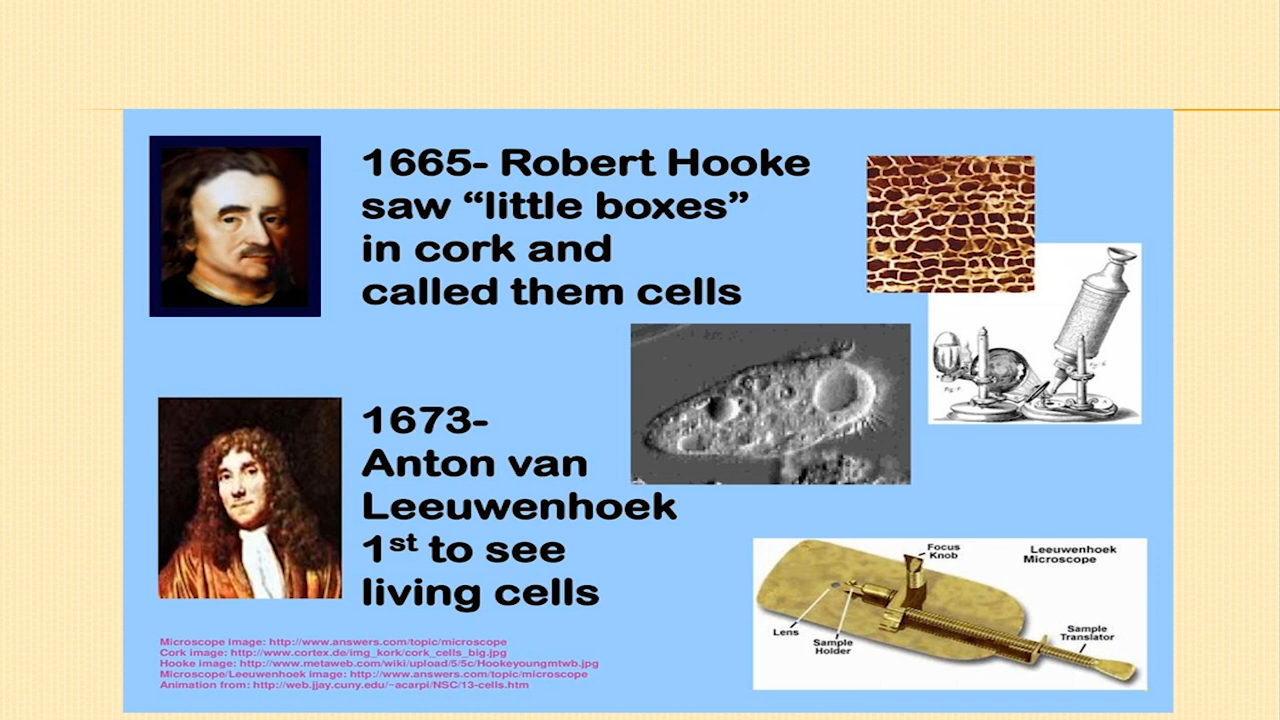 1665- Robert Hooke
saw “little boxes”
in cork and
called them cells
1673-
Anton van
Leeuwenhoek
1st to see
living cells
Focus
Knob
Leeuwenhoek
Microscope
Lens
Sample
Holder
Sample
Translator
Microscope image: http://www.answers.com/topic/microscope
Cork image: http://www.cortex.de/img_kork/cork_cells_big.jpg
Hooke image: http://www.metaweb.com/wiki/upload/5/5c/Hookeyoungmtwb.jpg
Microscope/Leeuwenhoek image: http://www.answers.com/topic/microscope
Animation from: http://web.jjay.cuny.edu/~acarpi/NSC/13-cells.htm